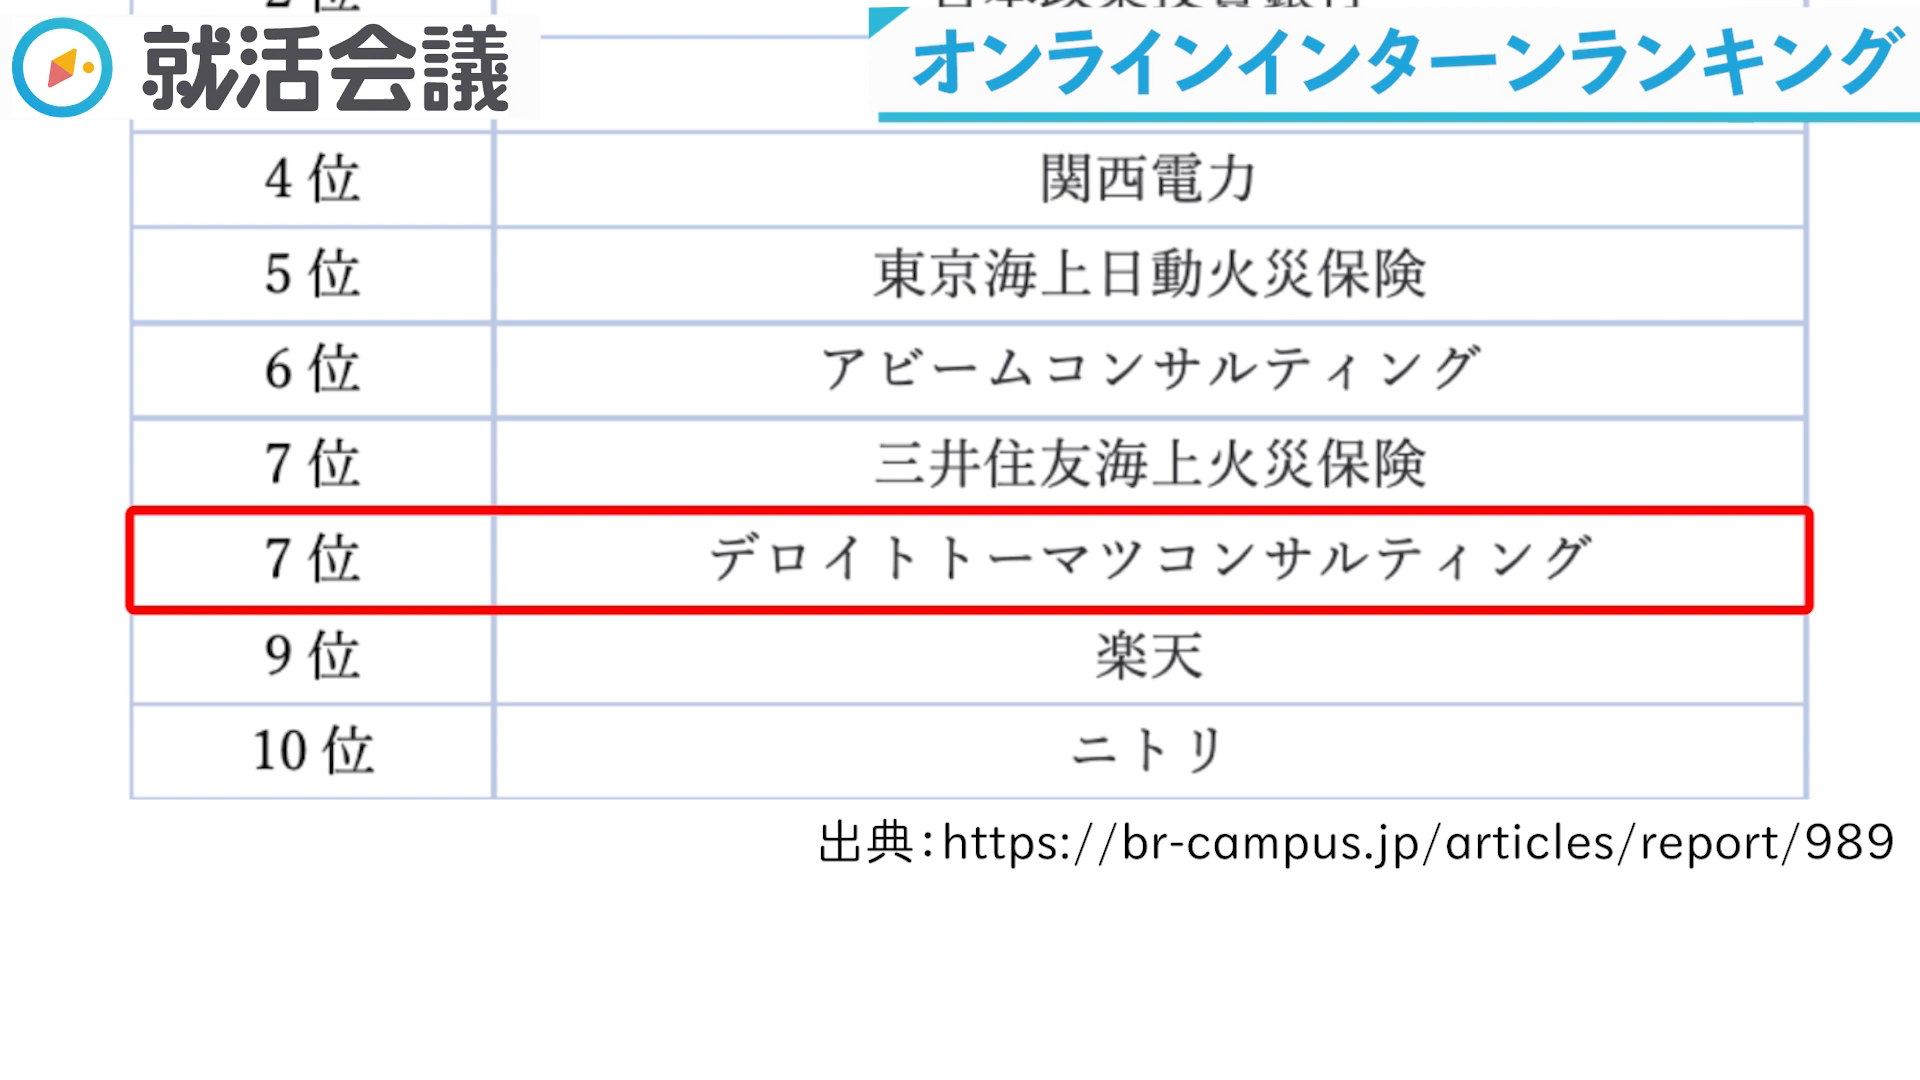 就活会議
オンラインインターンランキング
4位 関西電力
5位 東京海上日動火災保険
6位 アビームコンサルティング
7位 三井住友海上火災保険
7位 デロイトトーマツコンサルティング
9位 楽天
10位 ニトリ
出典：https://br-campus.jp/articles/report/989